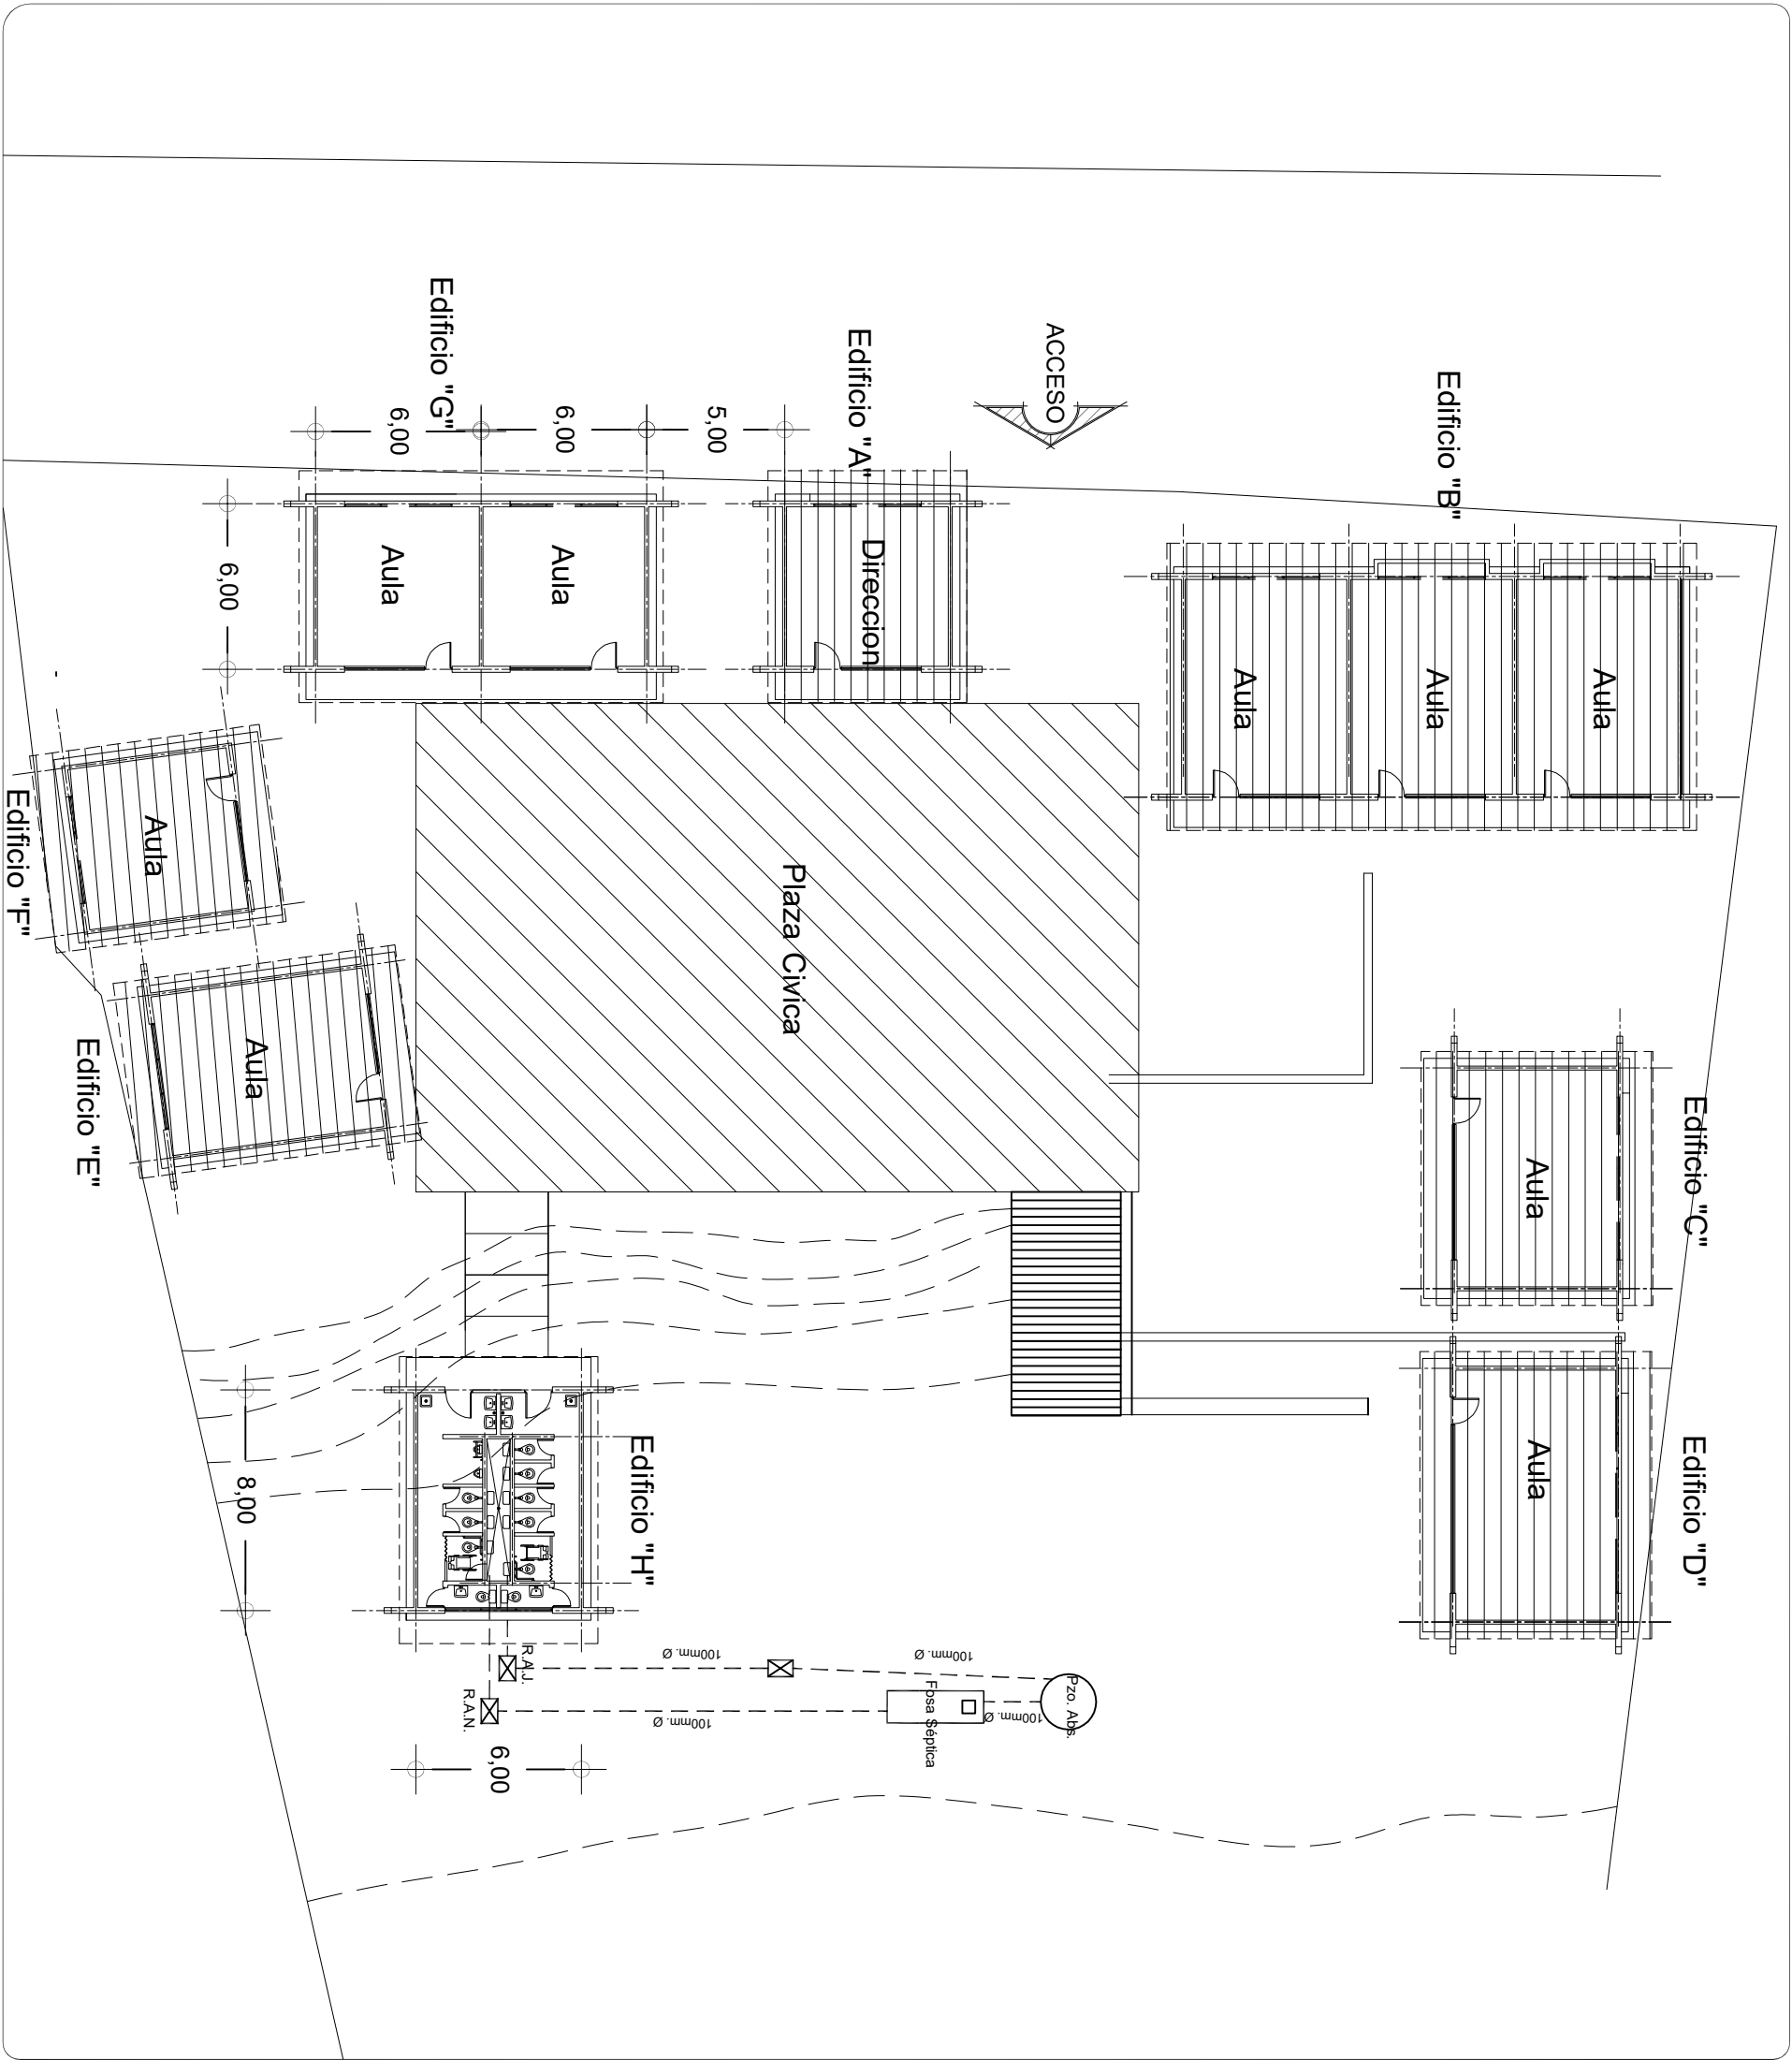 Edificio "G"
Edificio "A"
ACCESO
Edificio "B"
6,00
6,00
5,00
6,00
Aula
Aula
Direccion
Aula
Aula
Aula
Edificio "F"
Aula
Edificio "E"
Aula
Plaza Civica
Edificio "C"
Aula
Edificio "D"
Aula
Edificio "H"
8,00
R.A.J.
R.A.N.
100mm. Ø
100mm. Ø
100mm. Ø
100mm. Ø
Fosa Séptica
Pzo. Abs.
6,00